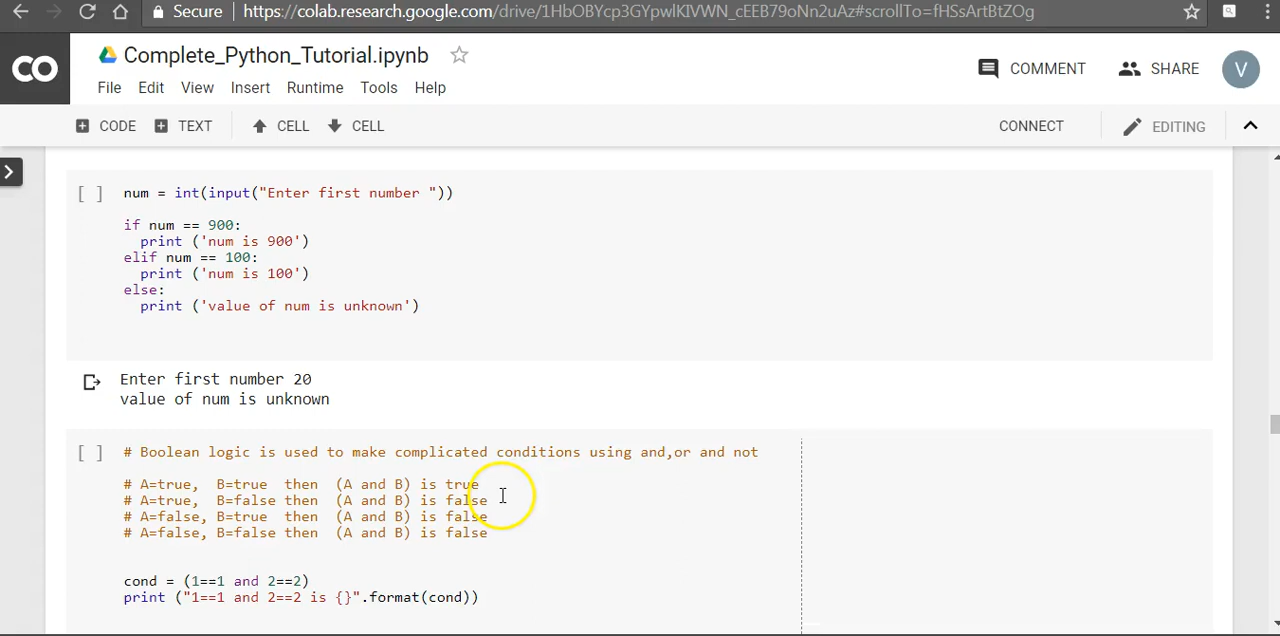 Secure https://colab.research.google.com/drive/1HbOBYcp3GYpwlKIVWN_cEEB79oNn2uAz#scrollTo=fHSsArtBtZOg
CO Complete_Python_Tutorial.ipynb
COMMENT SHARE V
File Edit View Insert Runtime Tools Help
CODE TEXT CELL CELL CONNECT EDITING
[ ] num = int(input("Enter first number "))
if num == 900:
print ('num is 900')
elif num == 100:
print ('num is 100')
else:
print ('value of num is unknown')
Enter first number 20
value of num is unknown
[ ] # Boolean logic is used to make complicated conditions using and,or and not
# A=true, B=true then (A and B) is true
# A=true, B=false then (A and B) is false
# A=false, B=true then (A and B) is false
# A=false, B=false then (A and B) is false
cond = (1==1 and 2==2)
print ("1==1 and 2==2 is {}".format(cond))